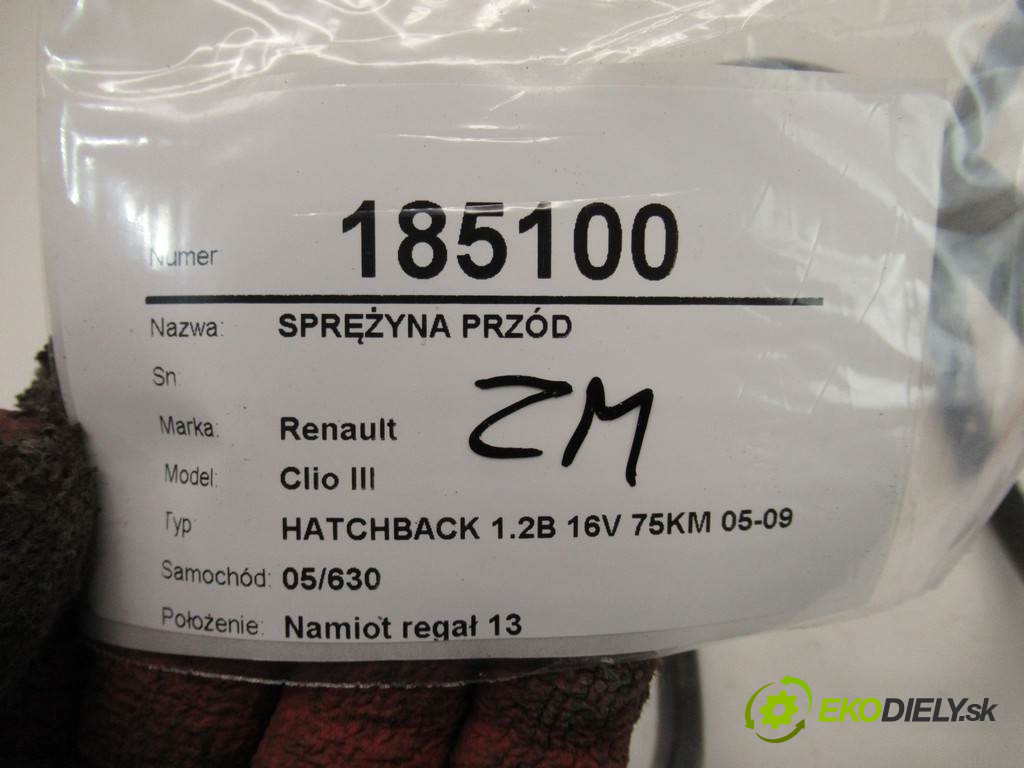 Numer 185100
Nazwa: SPRĘŻYNA PRZÓD
Sn
Marka: Renault
ZM
Model: Clio III
Typ HATCHBACK 1.2B 16V 75KM 05-09
Samochód: 05/630
Położenie: Namiot regał 13
EKODIELY.sk